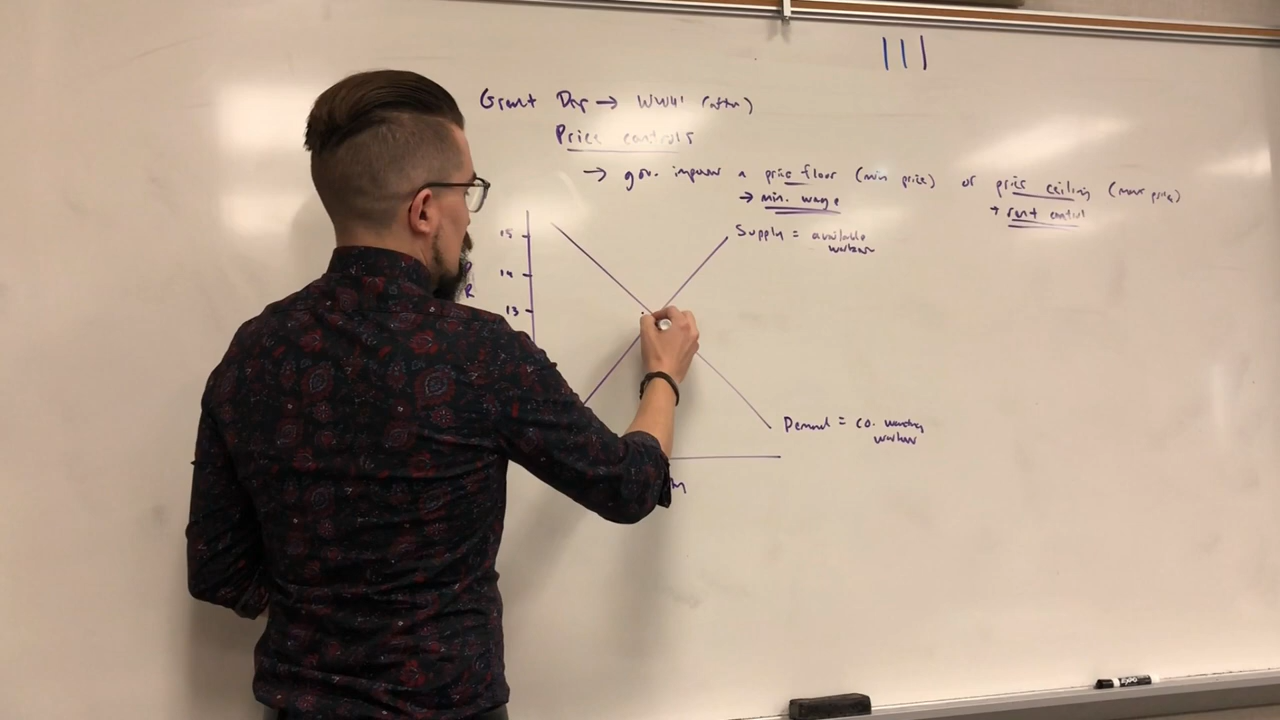 Great Dep → WWII (after)
Price controls
→ gov. imposes a price floor (min price) or price ceiling (max price)
→ min. wage
→ rent control
Supply = available
workers
15
14
13
P
R
Demand = co. wanting
workers